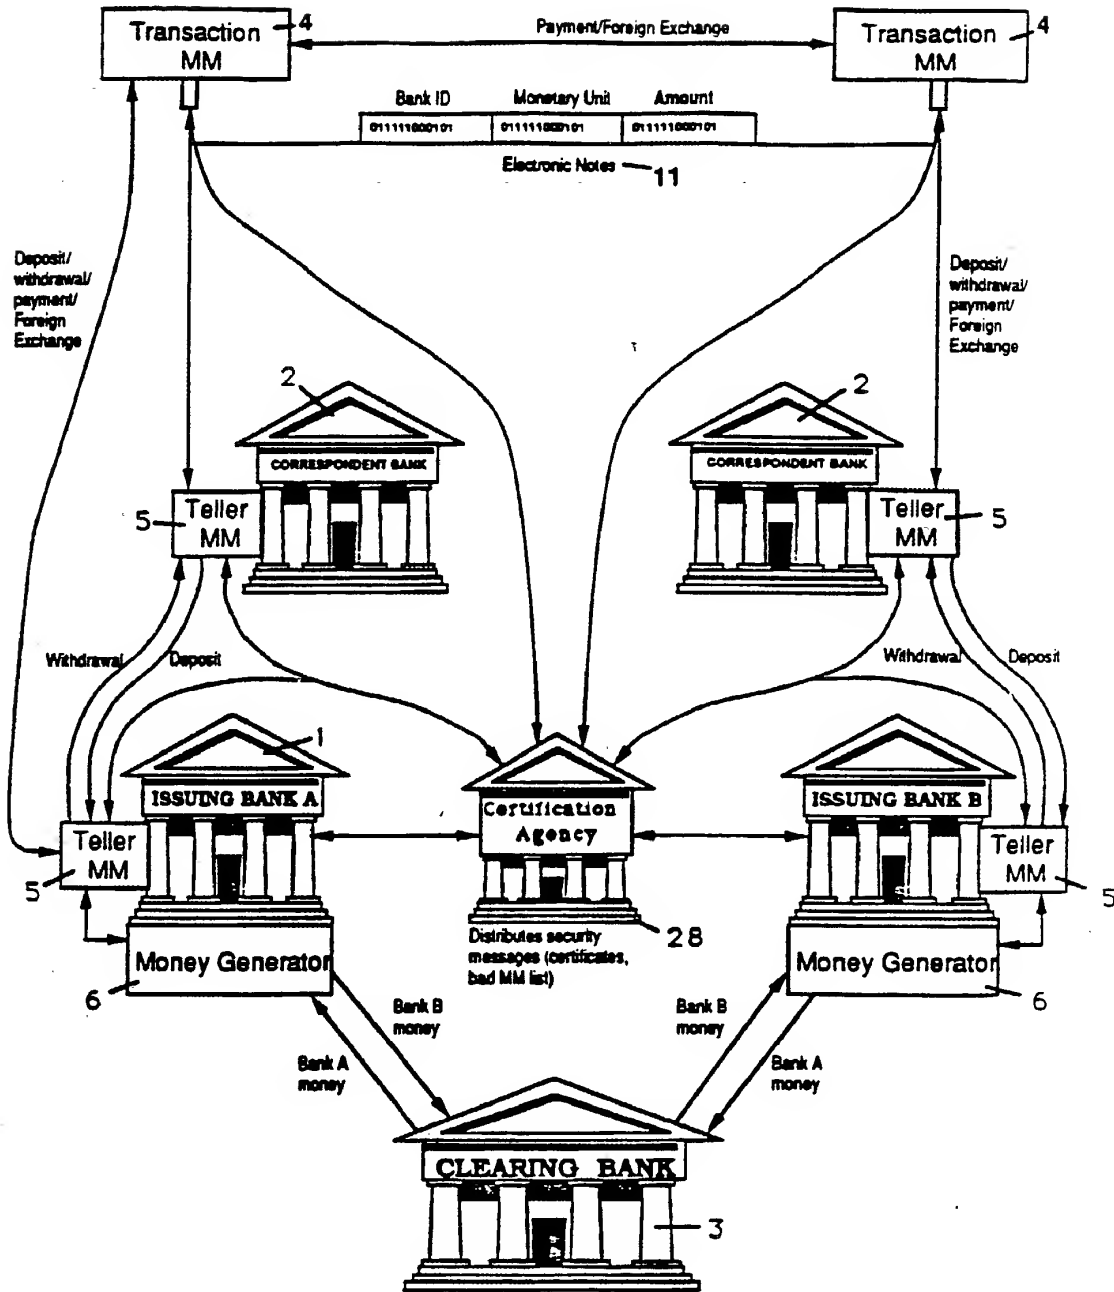 Transaction
MM
4
Payment/Foreign Exchange
Transaction
MM
4
Bank ID
Monetary Unit
Amount
011111000101
011111000101
011111000101
Electronic Notes
11
Deposit/
withdrawal/
payment/
Foreign
Exchange
Deposit/
withdrawal/
payment/
Foreign
Exchange
2
2
CORRESPONDENT BANK
CORRESPONDENT BANK
Teller
MM
5
Teller
MM
5
Withdrawal
Deposit
Withdrawal
Deposit
1
ISSUING BANK A
Certification
Agency
ISSUING BANK B
Teller
MM
5
Teller
MM
5
28
Distributes security
messages (certificates,
bad MM list)
Money Generator
6
Money Generator
6
Bank B
money
Bank A
money
Bank B
money
Bank A
money
CLEARING BANK
3